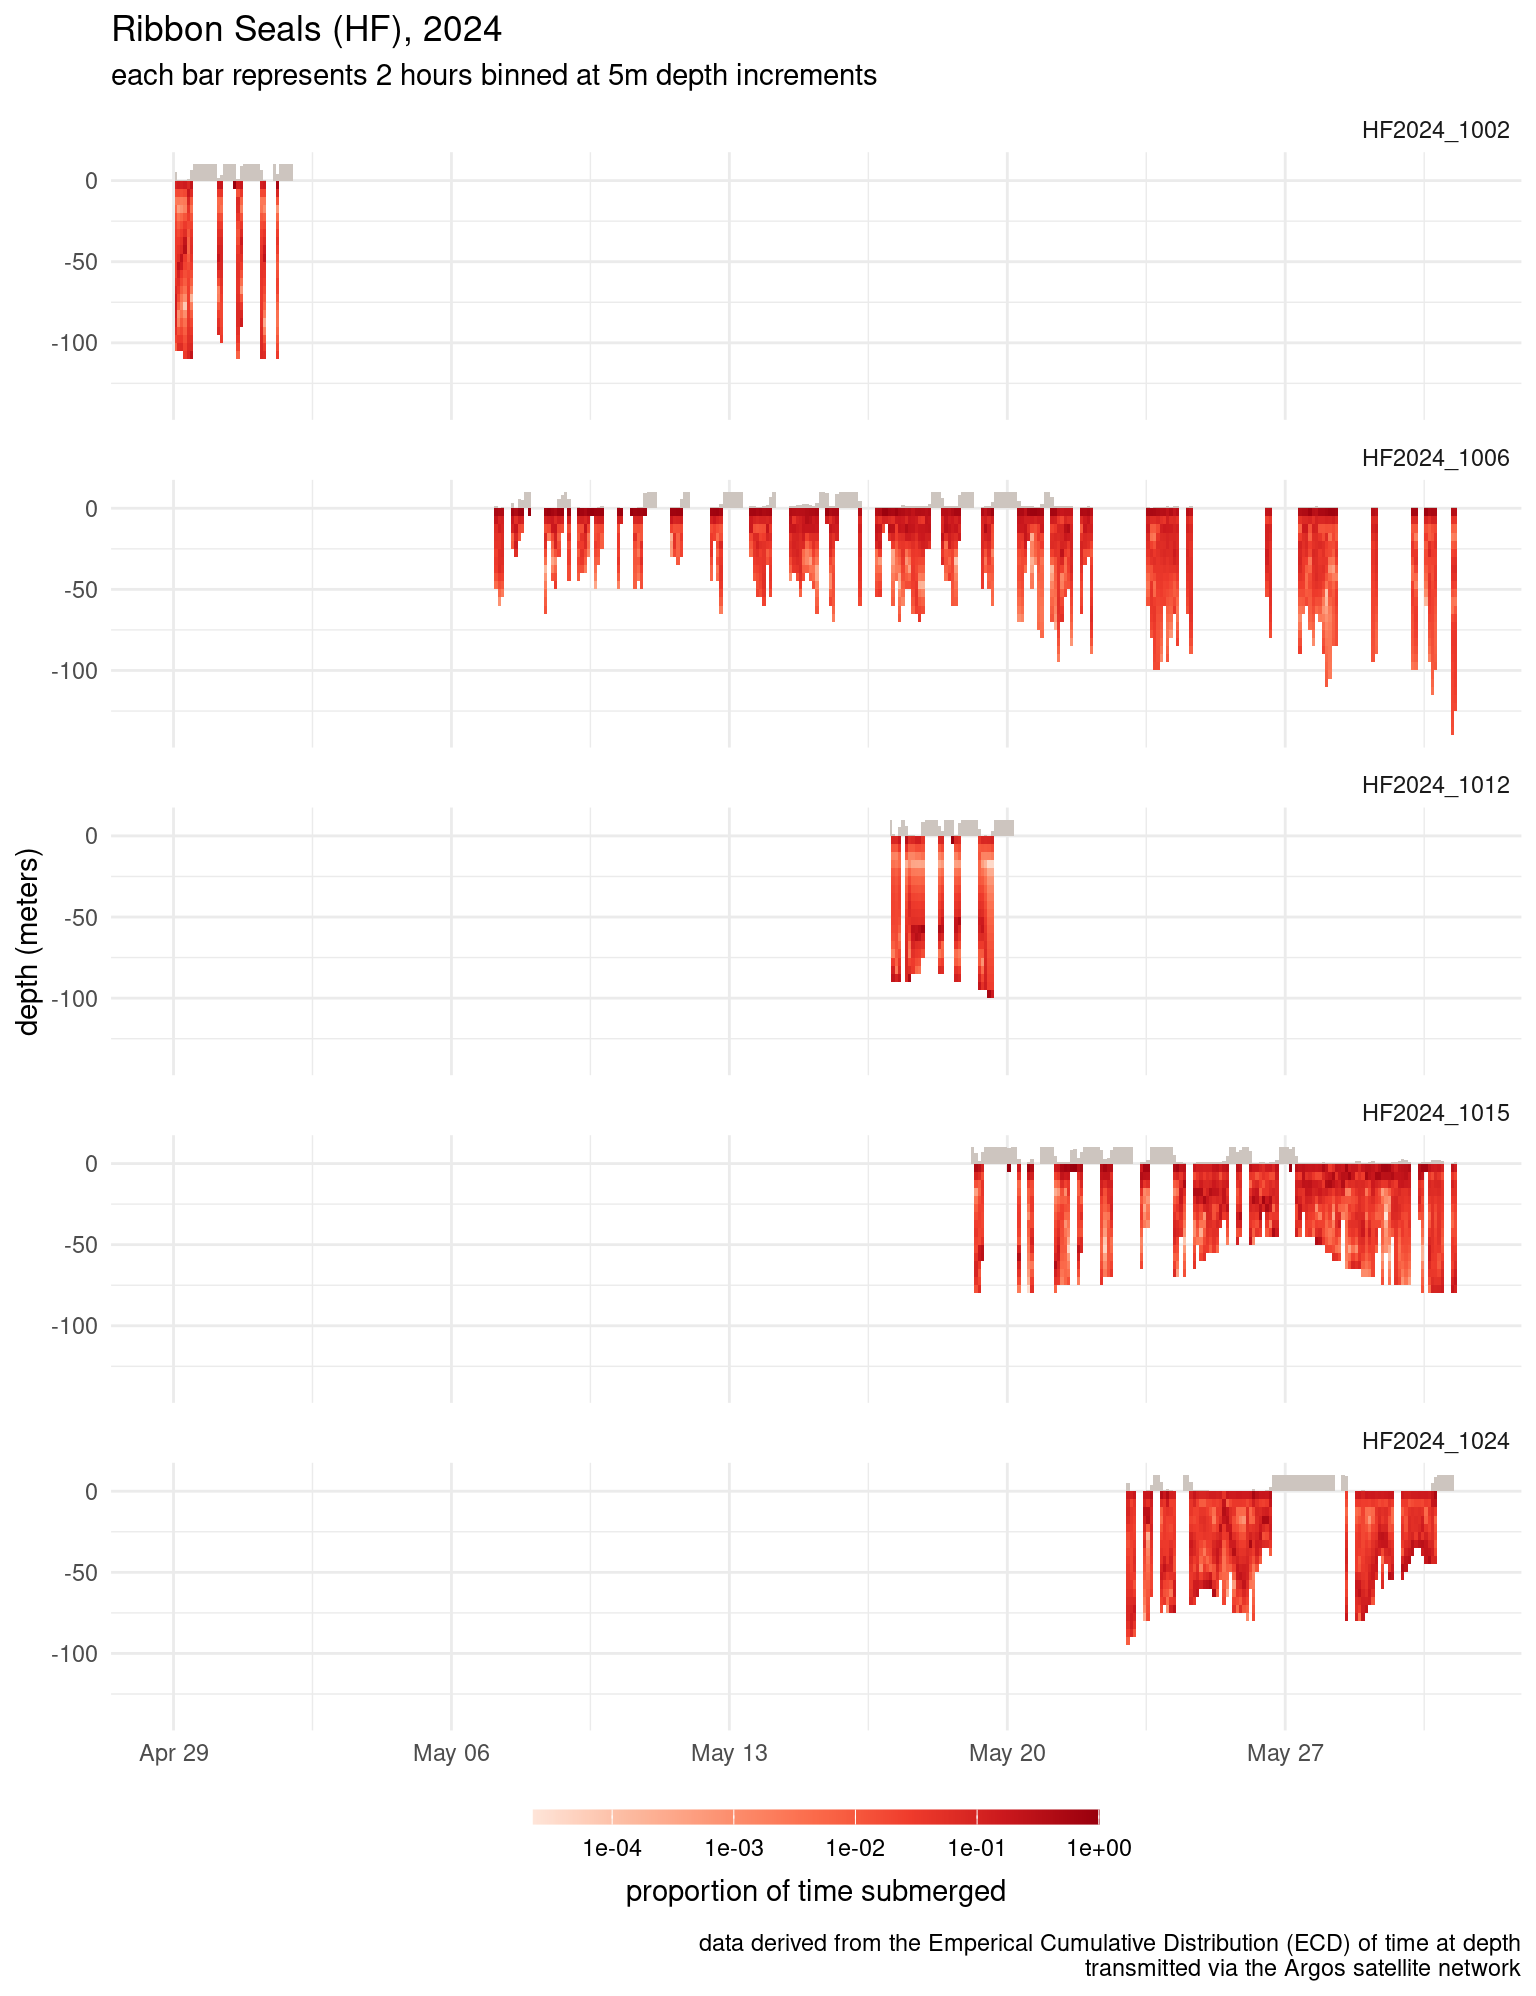 Ribbon Seals (HF), 2024
each bar represents 2 hours binned at 5m depth increments
HF2024_1002
0
-50
-100
HF2024_1006
0
-50
-100
HF2024_1012
0
-50
-100
depth (meters)
HF2024_1015
0
-50
-100
HF2024_1024
0
-50
-100
Apr 29 May 06 May 13 May 20 May 27
1e-04 1e-03 1e-02 1e-01 1e+00
proportion of time submerged
data derived from the Emperical Cumulative Distribution (ECD) of time at depth
transmitted via the Argos satellite network